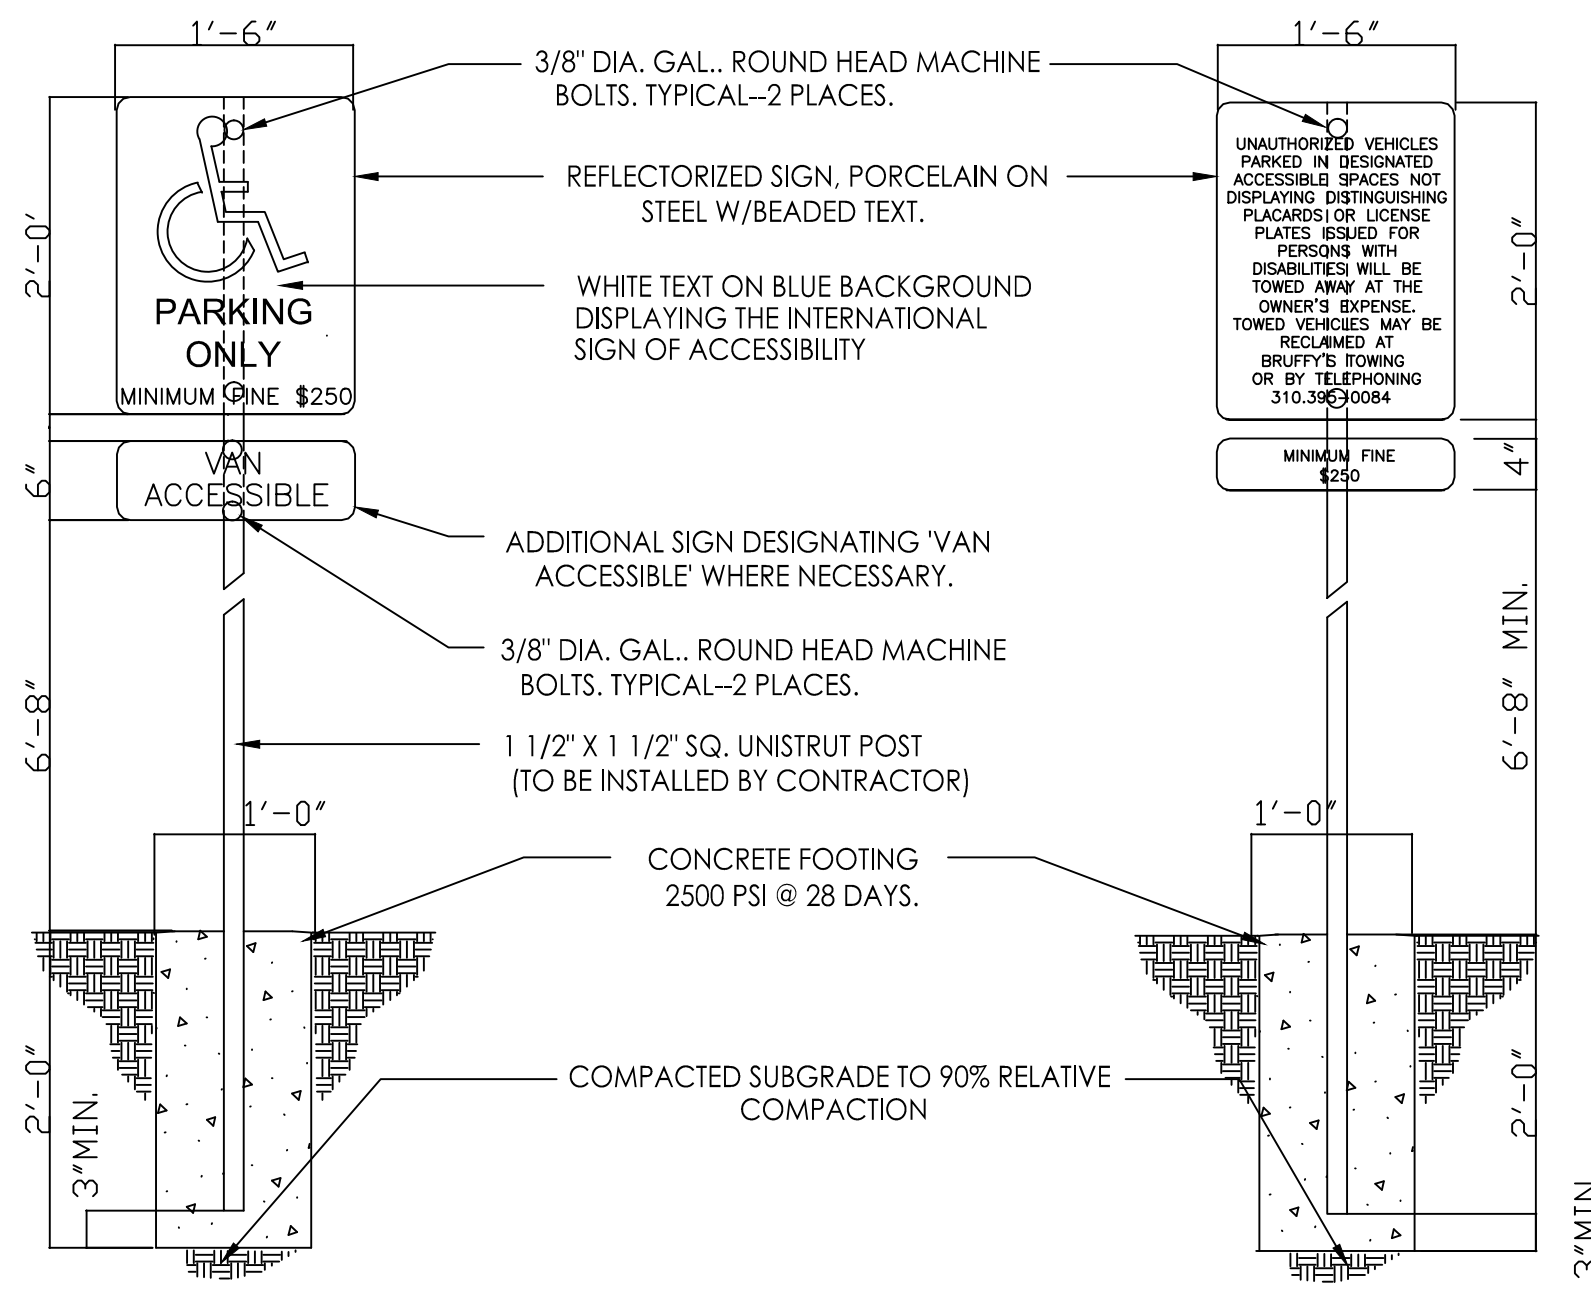 1'-6"
1'-6"
3/8" DIA. GAL.. ROUND HEAD MACHINE
BOLTS. TYPICAL--2 PLACES.
REFLECTORIZED SIGN, PORCELAIN ON
STEEL W/BEADED TEXT.
WHITE TEXT ON BLUE BACKGROUND
DISPLAYING THE INTERNATIONAL
SIGN OF ACCESSIBILITY
2'-0'
PARKING
ONLY
MINIMUM FINE $250
UNAUTHORIZED VEHICLES
PARKED IN DESIGNATED
ACCESSIBLE SPACES NOT
DISPLAYING DISTINGUISHING
PLACARDS OR LICENSE
PLATES ISSUED FOR
PERSONS WITH
DISABILITIES WILL BE
TOWED AWAY AT THE
OWNER'S EXPENSE.
TOWED VEHICLES MAY BE
RECLAIMED AT
BRUFFY'S TOWING
OR BY TELEPHONING
310.395-0084
2'-0"
6"
VAN
ACCESSIBLE
MINIMUM FINE
$250
4"
ADDITIONAL SIGN DESIGNATING 'VAN
ACCESSIBLE' WHERE NECESSARY.
3/8" DIA. GAL.. ROUND HEAD MACHINE
BOLTS. TYPICAL--2 PLACES.
6'-8"
6'-8" MIN.
1 1/2" X 1 1/2" SQ. UNISTRUT POST
(TO BE INSTALLED BY CONTRACTOR)
1'-0"
1'-0"
CONCRETE FOOTING
2500 PSI @ 28 DAYS.
COMPACTED SUBGRADE TO 90% RELATIVE
COMPACTION
2'-0"
3"MIN.
2'-0"
3"MIN